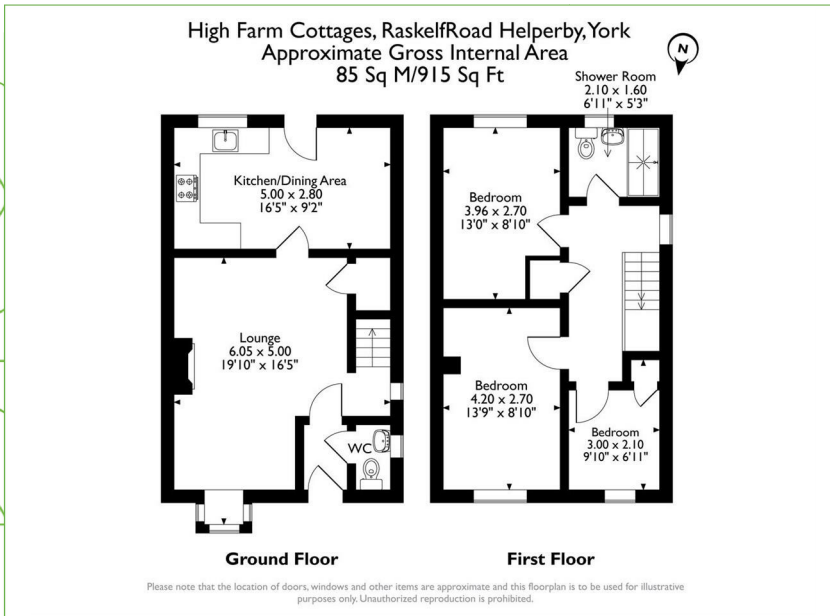 High Farm Cottages, RaskelfRoad Helperby, York
Approximate Gross Internal Area
85 Sq M/915 Sq Ft
N
Shower Room
2.10 x 1.60
6'11" x 5'3"
Kitchen/Dining Area
5.00 x 2.80
16'5" x 9'2"
Bedroom
3.96 x 2.70
13'0" x 8'10"
Lounge
6.05 x 5.00
19'10" x 16'5"
Bedroom
4.20 x 2.70
13'9" x 8'10"
Bedroom
3.00 x 2.10
9'10" x 6'11"
WC
Ground Floor
First Floor
Please note that the location of doors, windows and other items are approximate and this floorplan is to be used for illustrative
purposes only. Unauthorized reproduction is prohibited.